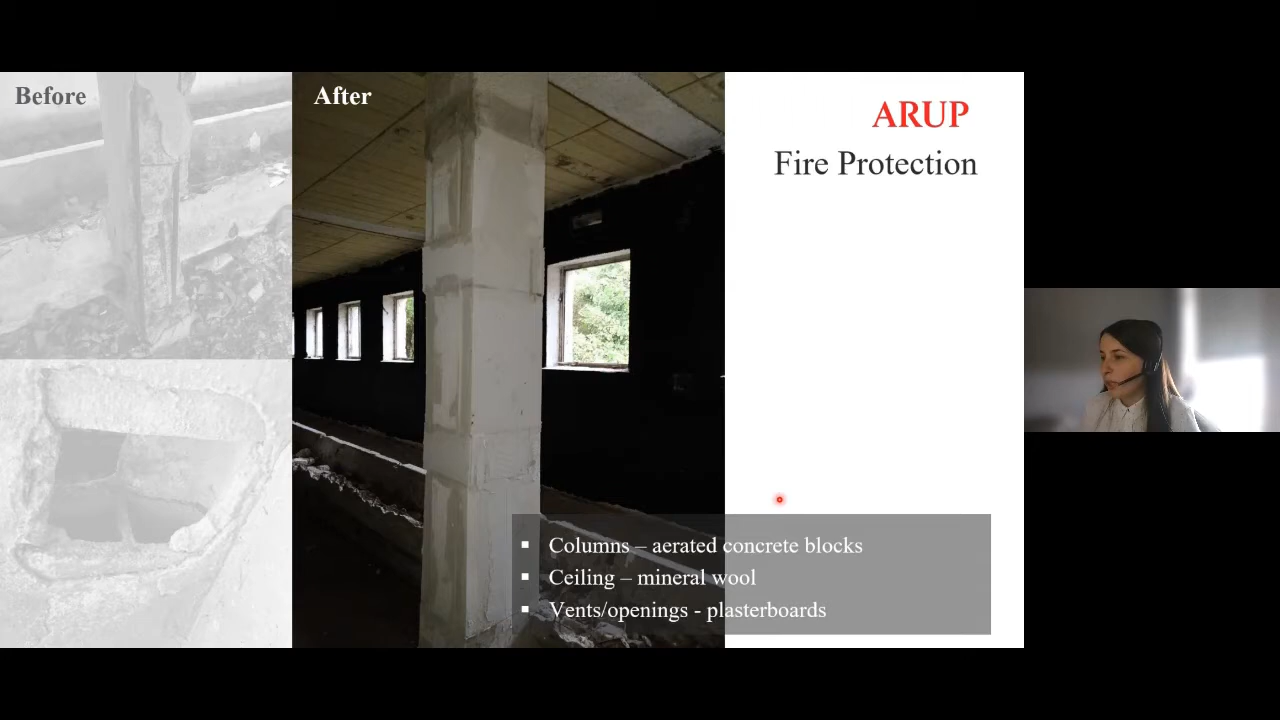 Before
After
ARUP
Fire Protection
▪ Columns – aerated concrete blocks
▪ Ceiling – mineral wool
▪ Vents/openings - plasterboards